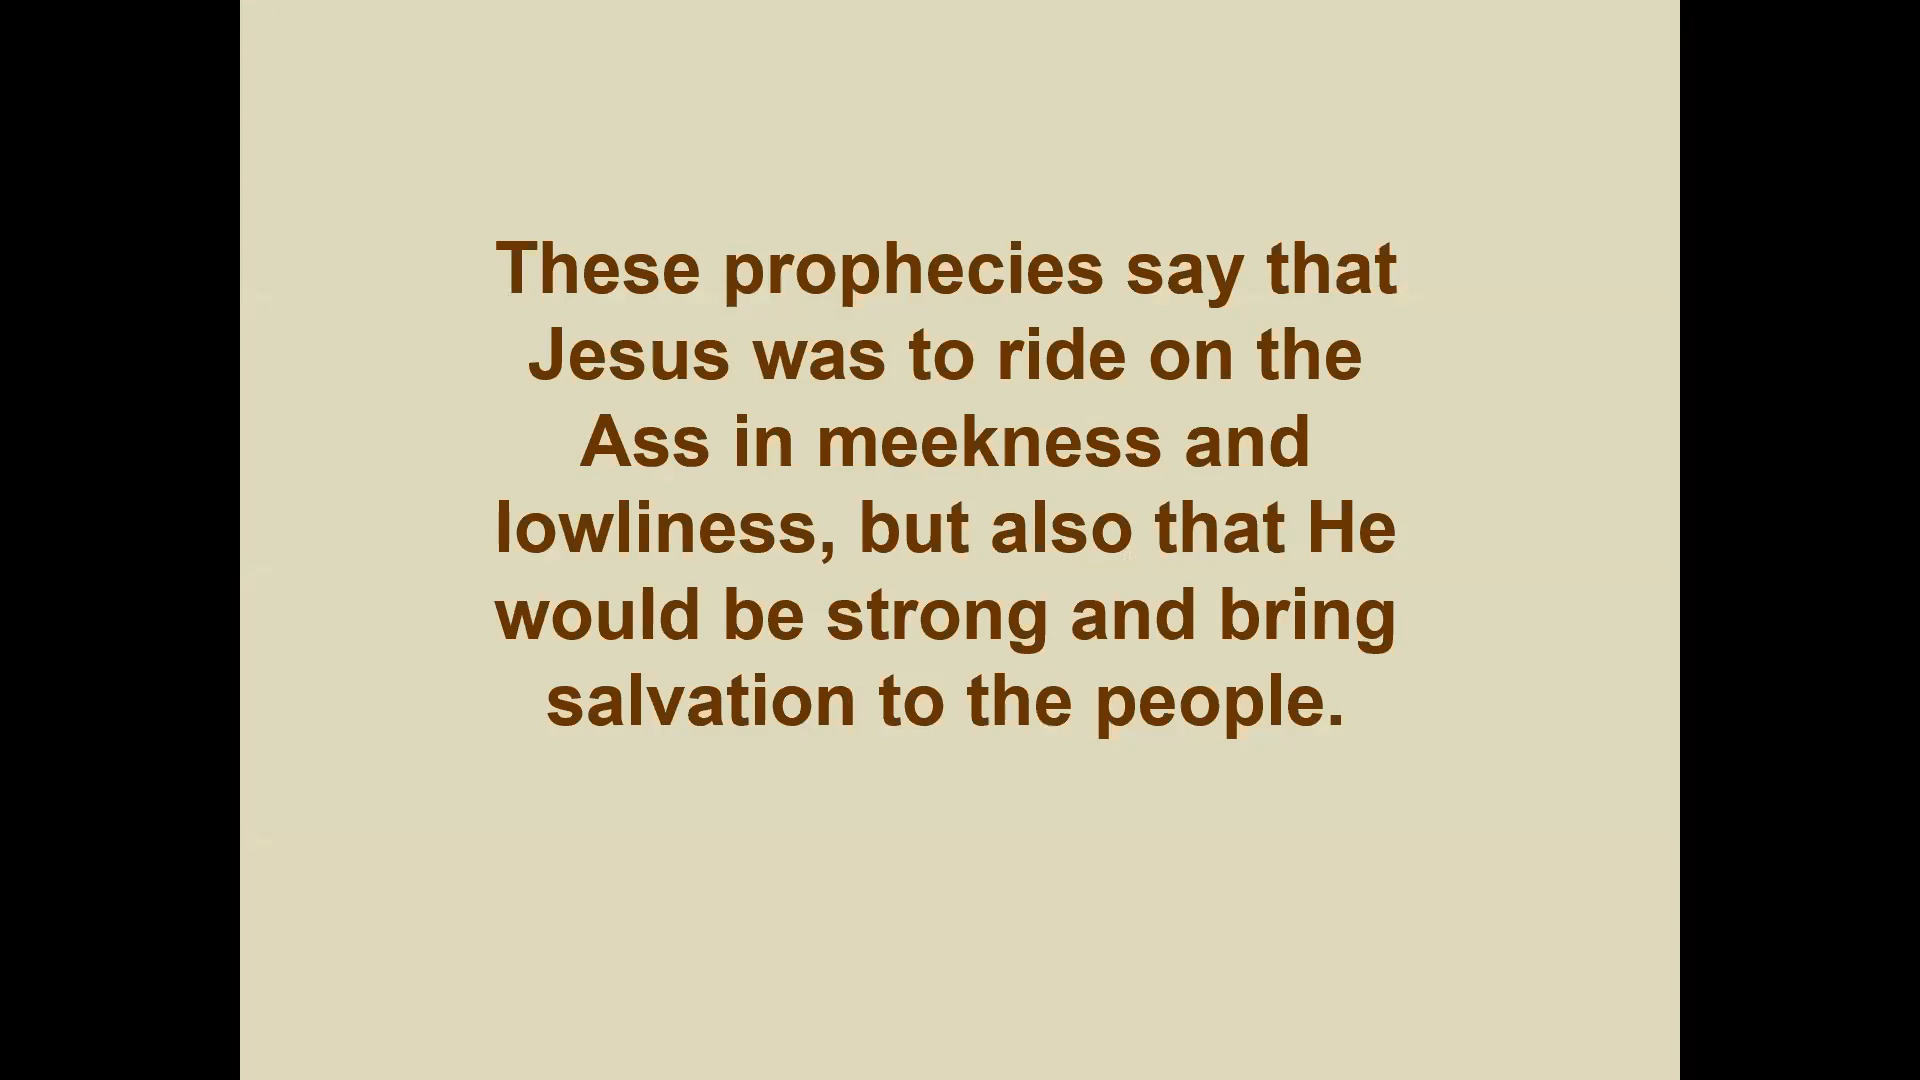 These prophecies say that
Jesus was to ride on the
Ass in meekness and
lowliness, but also that He
would be strong and bring
salvation to the people.